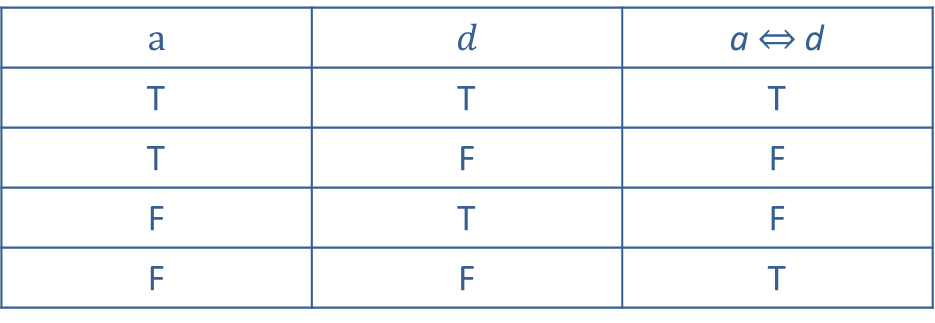 a d a ⇔ d
T T T
T F F
F T F
F F T